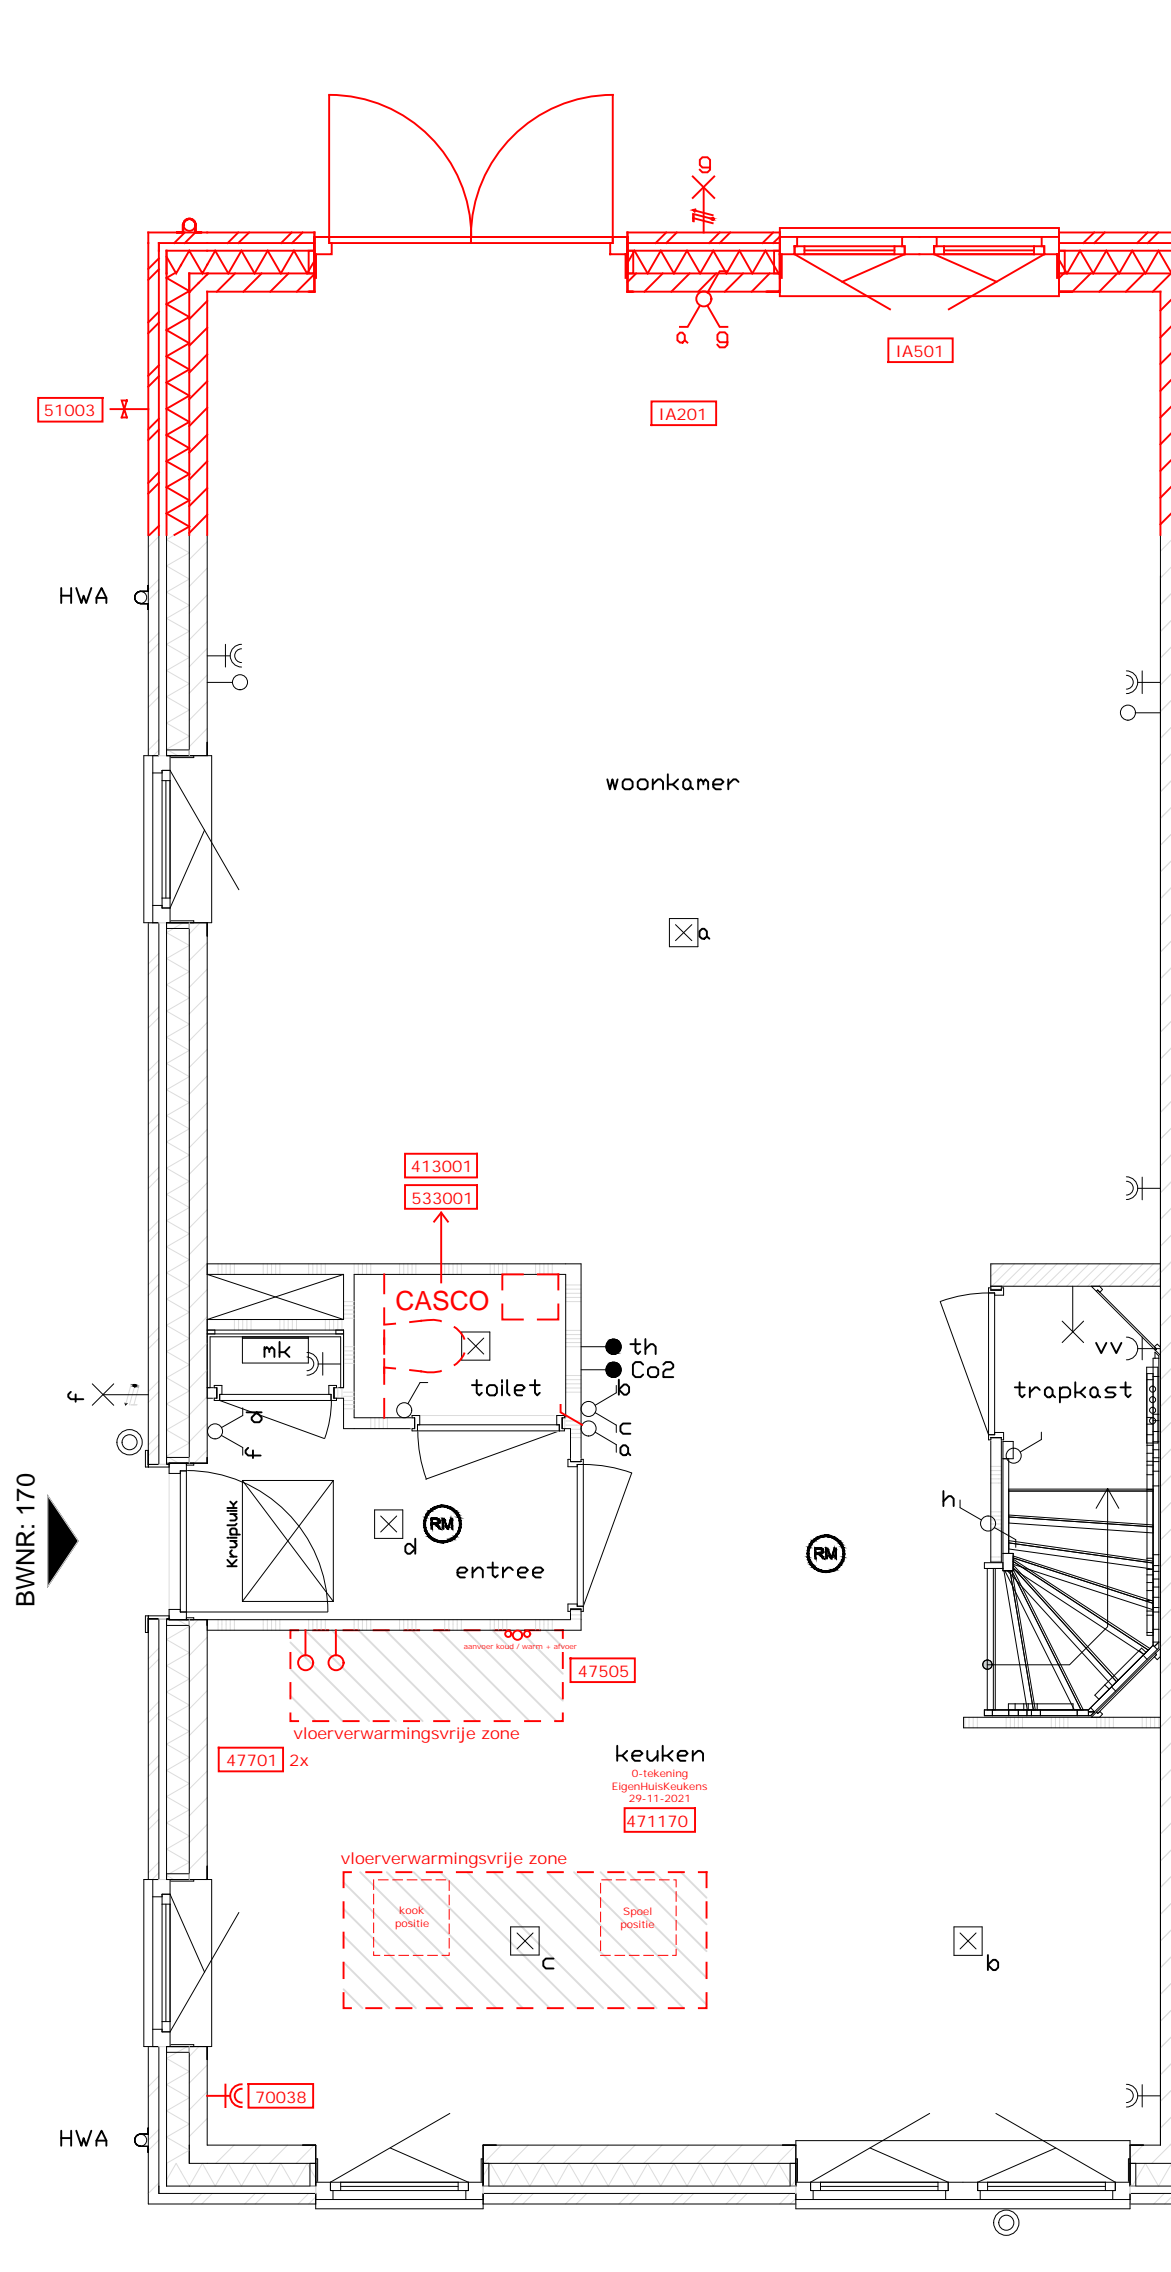 g
a g
IA501
51003
IA201
HWA
woonkamer
a
413001
533001
CASCO
mk
th
Co2
toilet
b
c
a
vv
trapkast
f
d
f
h
BWNR: 170
Kruipluik
d
RM
entree
RM
aanvoer koud / warm + afvoer
47505
vloerverwarmingsvrije zone
47701 2x
keuken
0-tekening
EigenHuisKeukens
29-11-2021
471170
vloerverwarmingsvrije zone
kook
positie
Spoel
positie
c
b
70038
HWA